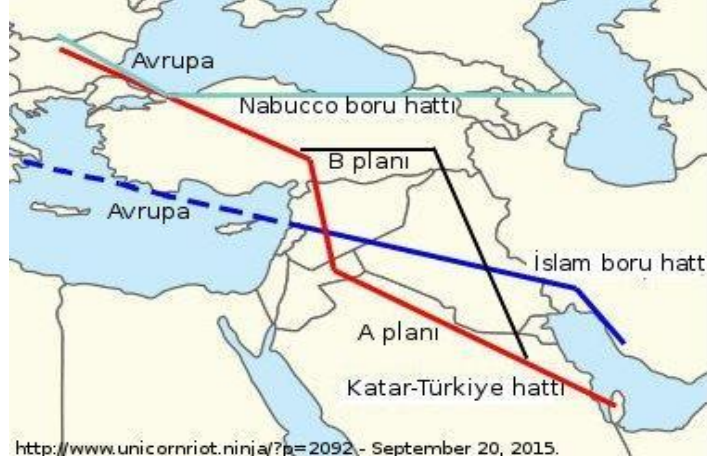 Avrupa
Nabucco boru hattı
B planı
Avrupa
İslam boru hatt
A planı
Katar-Türkiye hattı
http://www.unicornriot.ninja/?p=2092 - September 20, 2015.